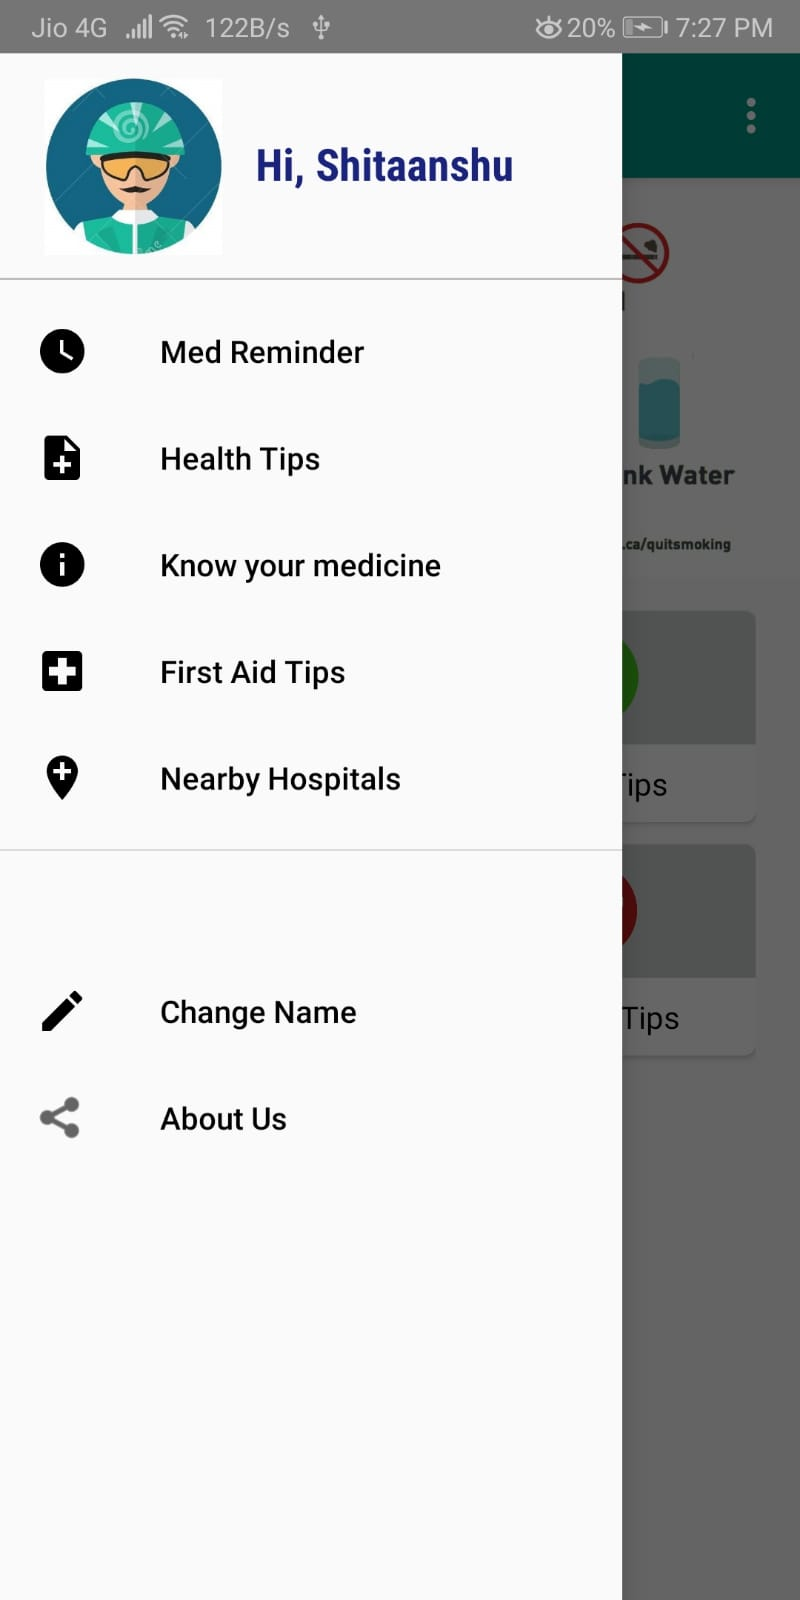 Jio 4G 122B/s 20% 7:27 PM
Hi, Shitaanshu
Med Reminder
Health Tips
Know your medicine
First Aid Tips
Nearby Hospitals
Change Name
About Us
nk Water
.ca/quitsmoking
ips
Tips